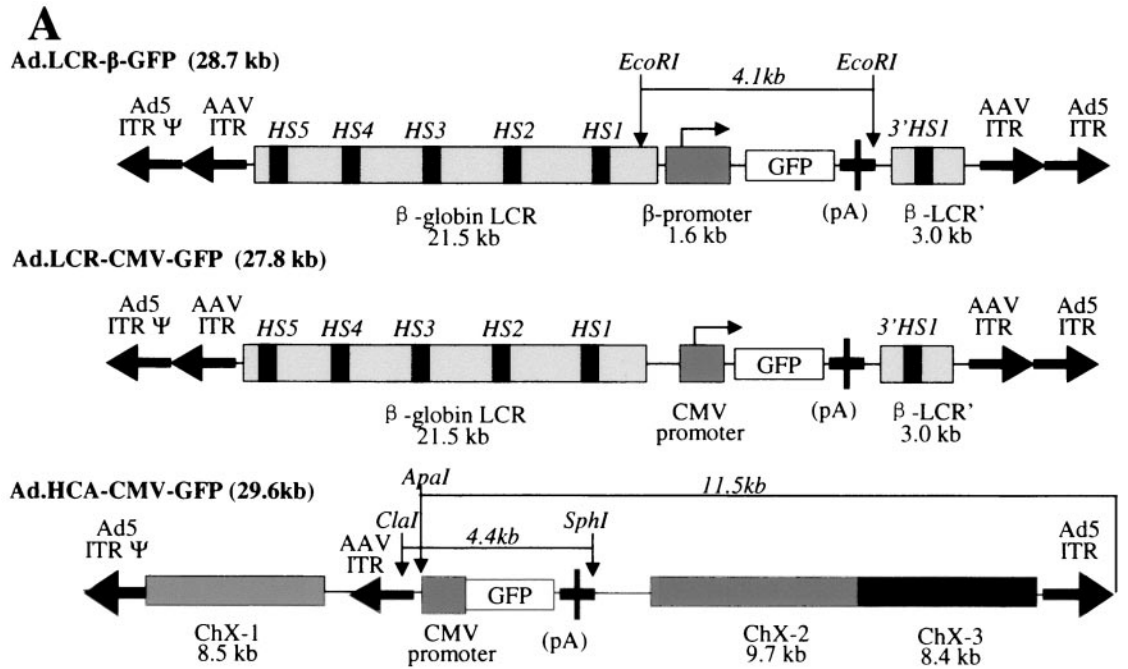 A
Ad.LCR-β-GFP (28.7 kb)
EcoRI EcoRI
4.1kb
Ad5 ITR Ψ
AAV ITR
HS5 HS4 HS3 HS2 HS1
3'HS1
AAV ITR
Ad5 ITR
GFP
β-globin LCR
21.5 kb
β-promoter
1.6 kb
(pA)
β-LCR'
3.0 kb
Ad.LCR-CMV-GFP (27.8 kb)
Ad5 ITR Ψ
AAV ITR
HS5 HS4 HS3 HS2 HS1
3'HS1
AAV ITR
Ad5 ITR
GFP
β-globin LCR
21.5 kb
CMV
promoter
(pA)
β-LCR'
3.0 kb
Ad.HCA-CMV-GFP (29.6kb)
ApaI
11.5kb
ClaI
4.4kb
SphI
Ad5 ITR Ψ
AAV ITR
Ad5 ITR
GFP
ChX-1
8.5 kb
CMV
promoter
(pA)
ChX-2
9.7 kb
ChX-3
8.4 kb